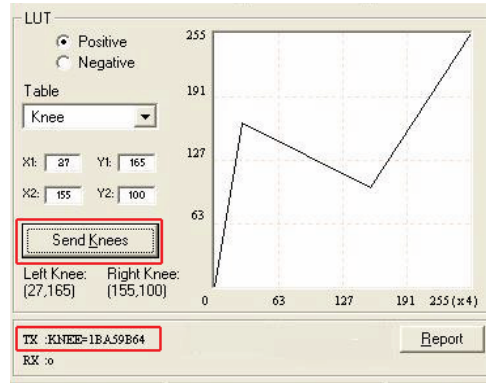 LUT
Positive
Negative
Table
Knee
X1: 27 Y1: 165
X2: 155 Y2: 100
Send Knees
Left Knee: Right Knee:
(27,165) (155,100)
255
191
127
63
0 63 127 191 255(x4)
TX :KNEE=1BA59B64
RX :o
Report